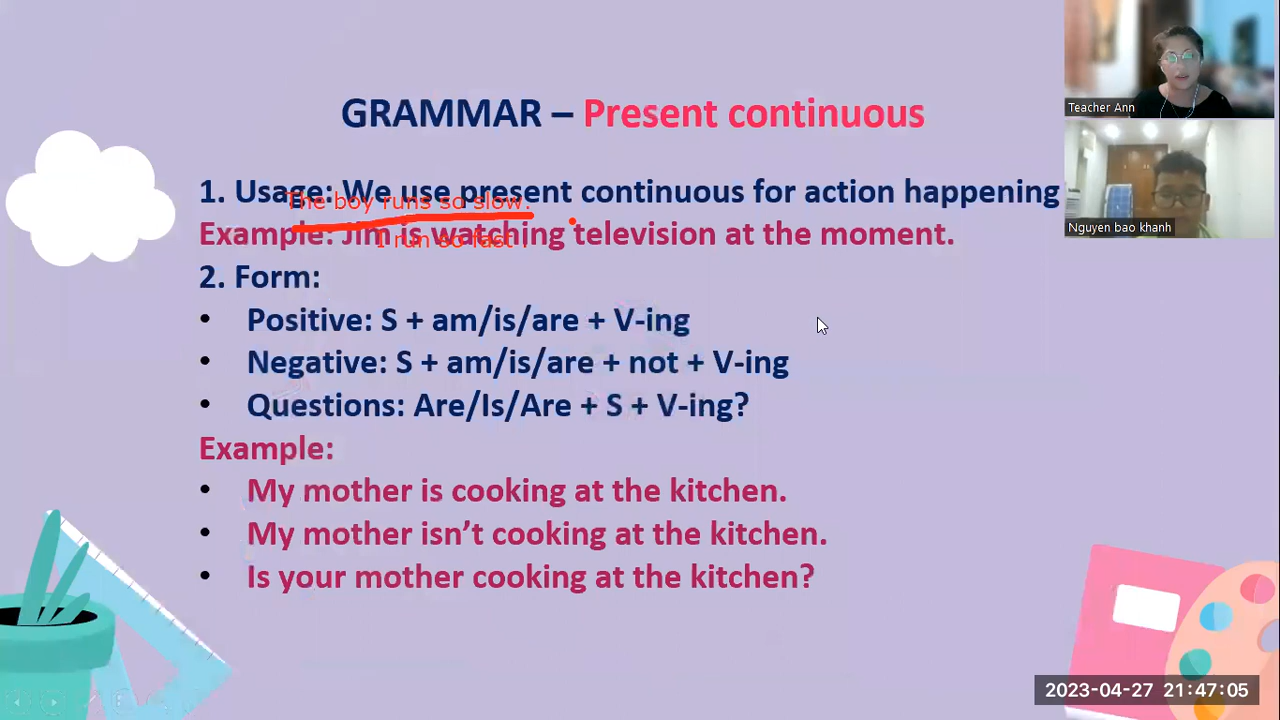 Teacher Ann
GRAMMAR – Present continuous
1. Usage: We use present continuous for action happening
The boy runs so slow.
Nguyen bao khanh
Example: Jim is watching television at the moment.
I run so fast !
2. Form:
• Positive: S + am/is/are + V-ing
• Negative: S + am/is/are + not + V-ing
• Questions: Are/Is/Are + S + V-ing?
Example:
• My mother is cooking at the kitchen.
• My mother isn’t cooking at the kitchen.
• Is your mother cooking at the kitchen?
2023-04-27 21:47:05